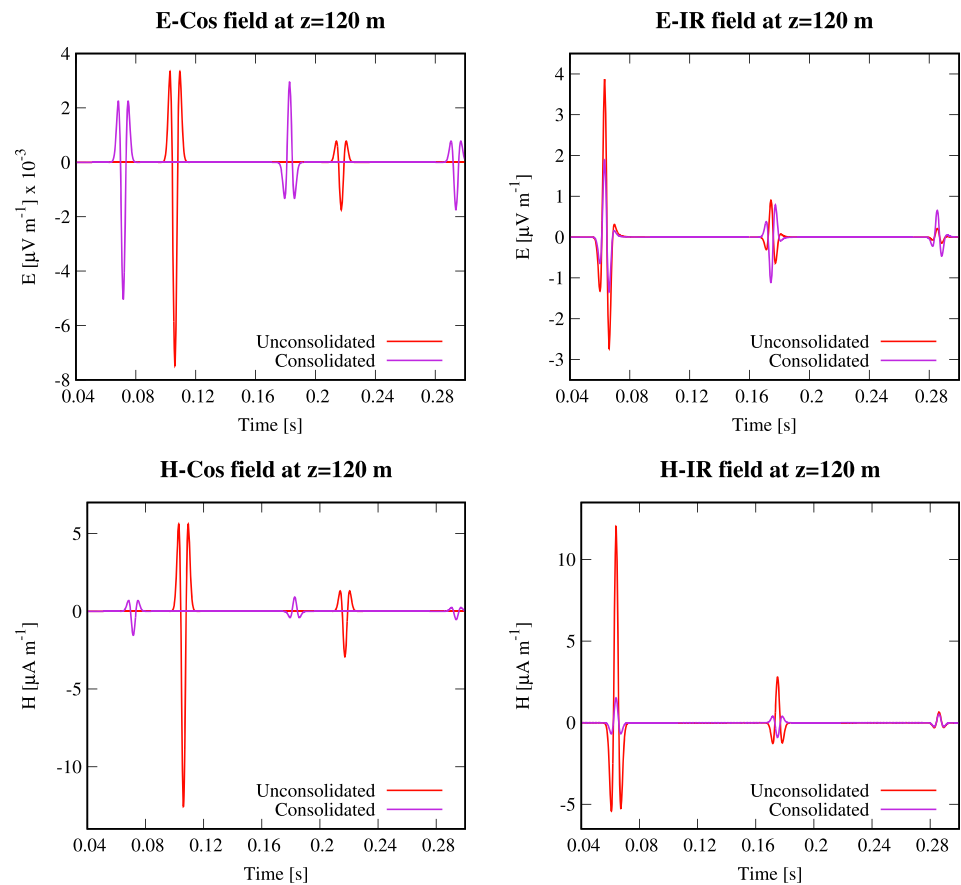 E-Cos field at z=120 m
E [µV m⁻¹] x 10⁻³
4
2
0
-2
-4
-6
-8
Unconsolidated
Consolidated
0.04 0.08 0.12 0.16 0.2 0.24 0.28
Time [s]
E-IR field at z=120 m
E [µV m⁻¹]
4
3
2
1
0
-1
-2
-3
Unconsolidated
Consolidated
0.04 0.08 0.12 0.16 0.2 0.24 0.28
Time [s]
H-Cos field at z=120 m
H [µA m⁻¹]
5
0
-5
-10
Unconsolidated
Consolidated
0.04 0.08 0.12 0.16 0.2 0.24 0.28
Time [s]
H-IR field at z=120 m
H [µA m⁻¹]
10
5
0
-5
Unconsolidated
Consolidated
0.04 0.08 0.12 0.16 0.2 0.24 0.28
Time [s]